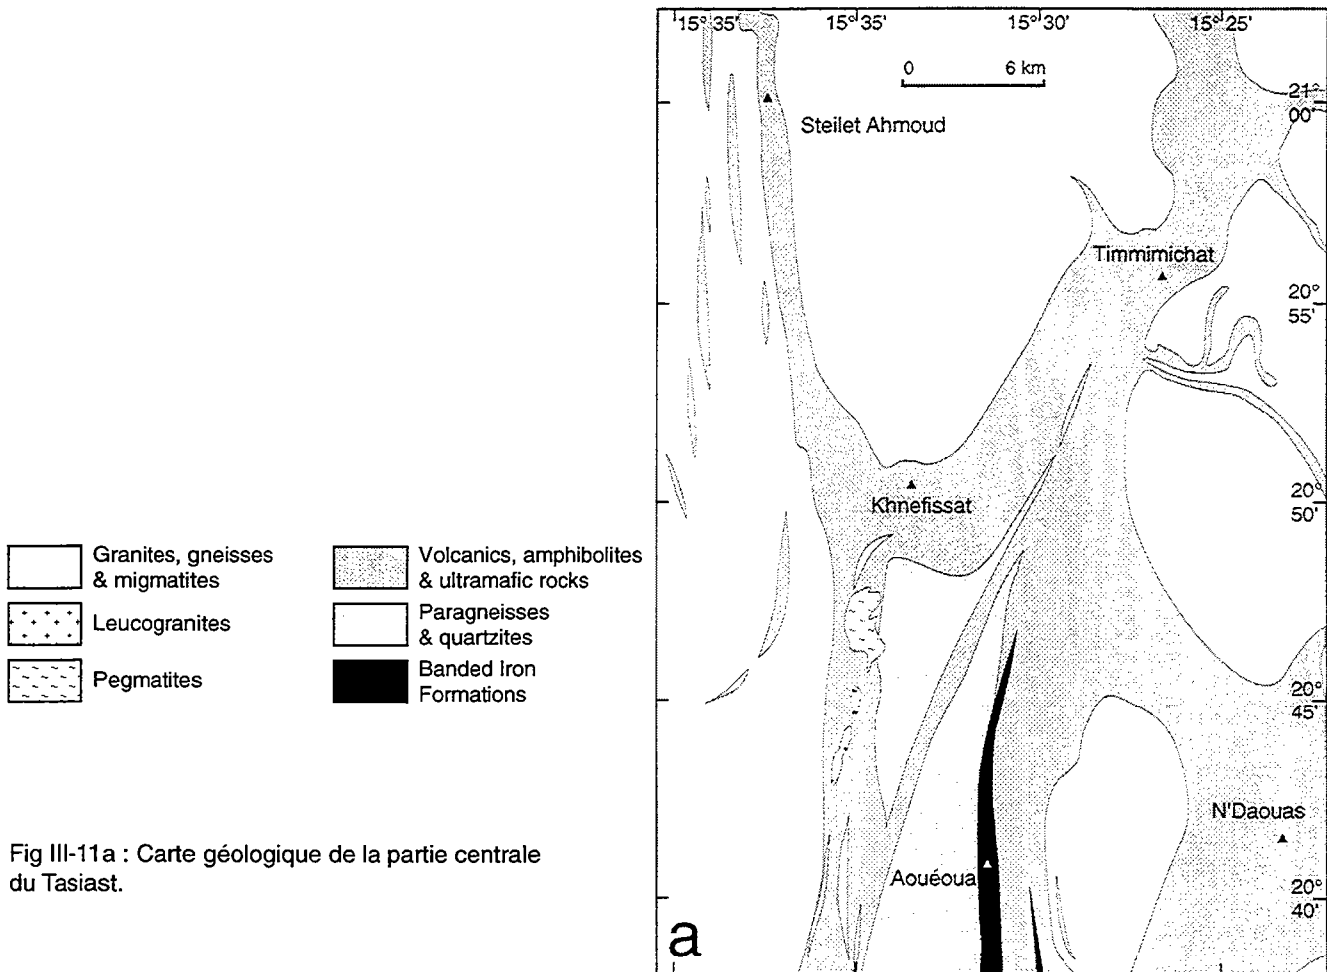 15° 35' 15° 35' 15° 30' 15° 25'
0 6 km
21°
00'
Steilet Ahmoud
Timmimichat
20°
55'
Khnefissat
20°
50'
Granites, gneisses
& migmatites
Leucogranites
Pegmatites
Volcanics, amphibolites
& ultramafic rocks
Paragneisses
& quartzites
Banded Iron
Formations
20°
45'
N'Daouas
Aouéoua
20°
40'
Fig III-11a : Carte géologique de la partie centrale
du Tasiast.
a